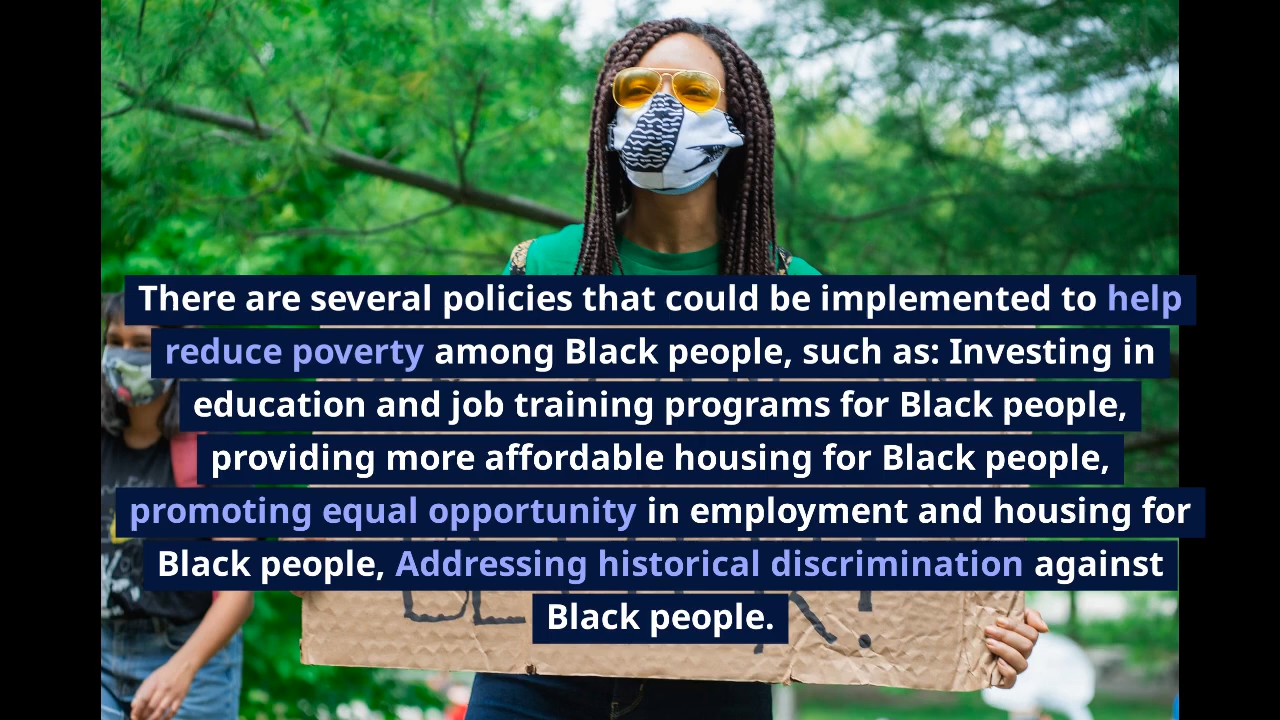 There are several policies that could be implemented to help
reduce poverty among Black people, such as: Investing in
education and job training programs for Black people,
providing more affordable housing for Black people,
promoting equal opportunity in employment and housing for
Black people, Addressing historical discrimination against
Black people.